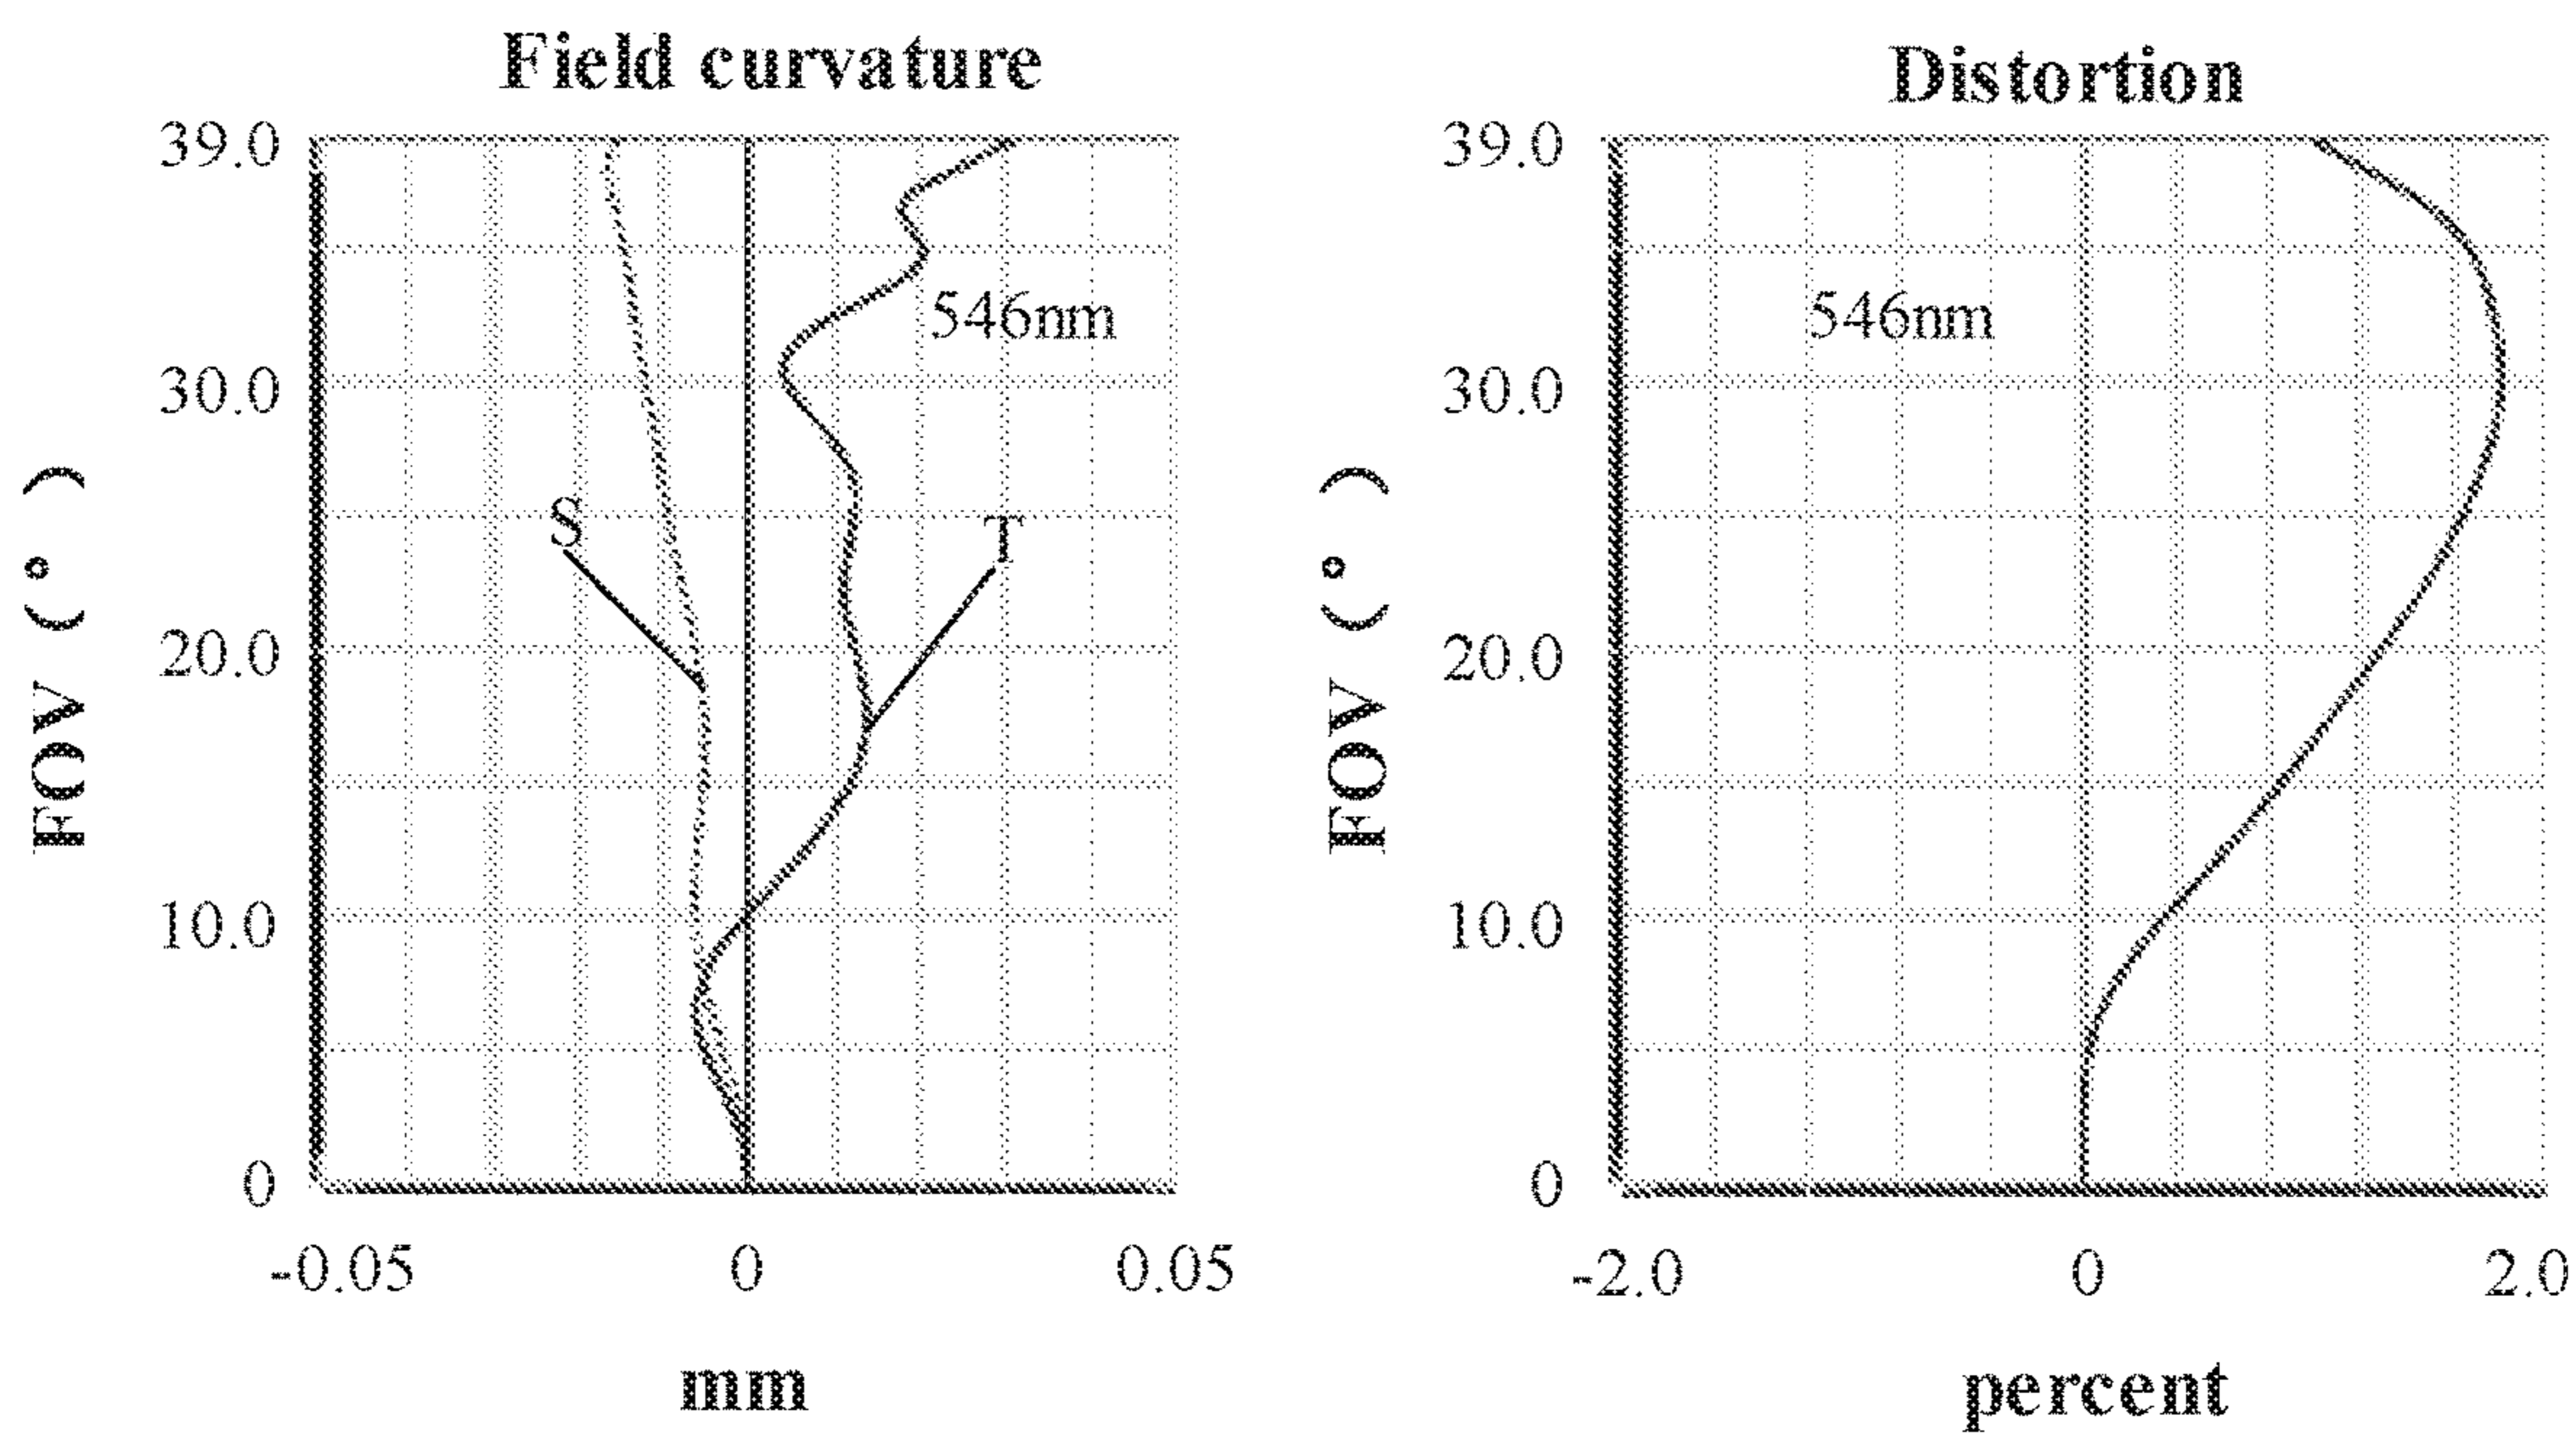 Field curvature
39.0
30.0
20.0
10.0
0
FOV (°)
S
T
546nm
-0.05
0
0.05
mm
Distortion
39.0
30.0
20.0
10.0
0
FOV (°)
546nm
-2.0
0
2.0
percent